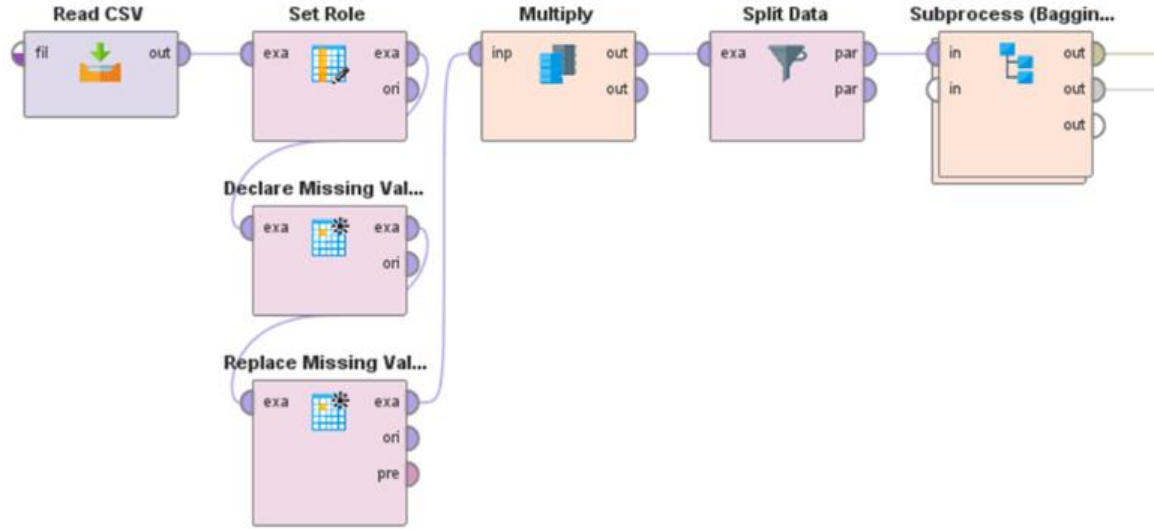 Read CSV
fil out
Set Role
exa exa
ori
Multiply
inp out
out
Split Data
exa par
par
Subprocess (Baggin...
in out
in out
out
Declare Missing Val...
exa exa
ori
Replace Missing Val...
exa exa
ori
pre